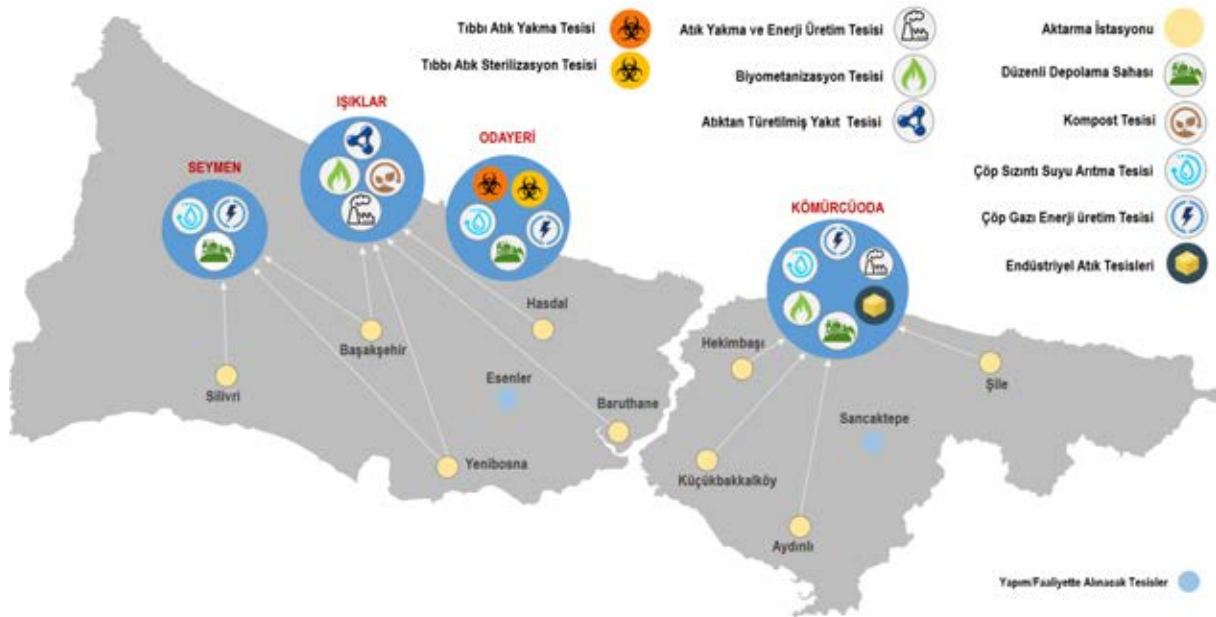 Tıbbı Atık Yakma Tesisi
Tıbbı Atık Sterilizasyon Tesisi
Atık Yakma ve Enerji Üretim Tesisi
Biyometanizasyon Tesisi
Atıktan Türetilmiş Yakıt Tesisi
Aktarma İstasyonu
Düzenli Depolama Sahası
Kompost Tesisi
Çöp Sızıntı Suyu Arıtma Tesisi
Çöp Gazı Enerji üretim Tesisi
Endüstriyel Atık Tesisleri
IŞIKLAR
ODAYERİ
SEYMEN
KÖMÜRCÜODA
Hasdal
Başakşehir
Hekimbaşı
Silivri
Esenler
Baruthane
Şile
Sancaktepe
Yenibosna
Küçükbakkalköy
Aydınlı
Yapım/Faaliyette Alınacak Tesisler